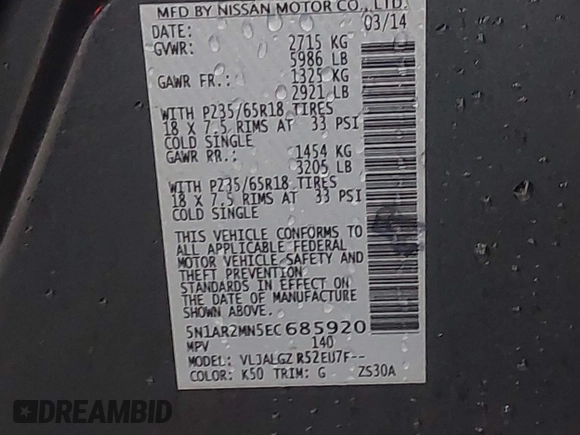 MFD BY NISSAN MOTOR CO., LTD.
DATE: 03/14
GVWR: 2715 KG
5986 LB
GAWR FR.: 1325 KG
2921 LB
WITH P235/65R18 TIRES
18 X 7.5 RIMS AT 33 PSI
COLD SINGLE
GAWR RR.: 1454 KG
3205 LB
WITH P235/65R18 TIRES
18 X 7.5 RIMS AT 33 PSI
COLD SINGLE
THIS VEHICLE CONFORMS TO
ALL APPLICABLE FEDERAL
MOTOR VEHICLE SAFETY AND
THEFT PREVENTION
STANDARDS IN EFFECT ON
THE DATE OF MANUFACTURE
SHOWN ABOVE.
5N1AR2MN5EC685920
MPV 140
MODEL: VLJALGZ R52EU7F--
COLOR: K50 TRIM: G ZS30A
DREAMBID